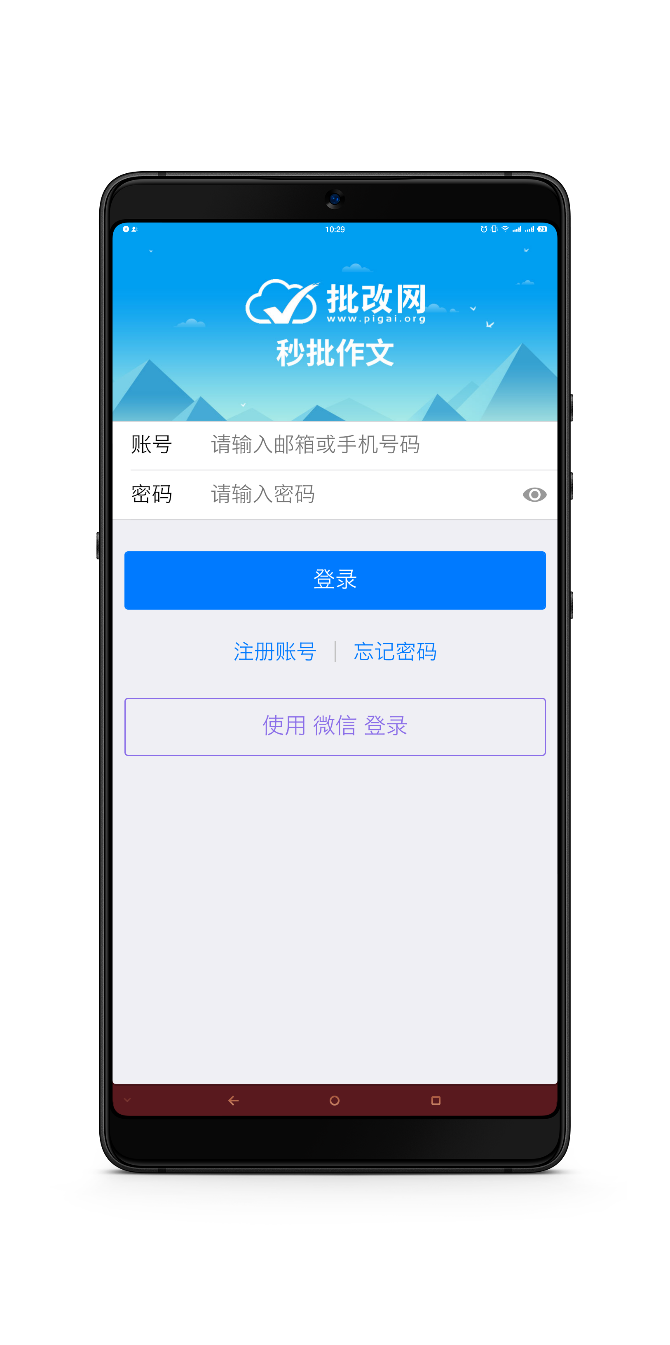 10:29
73
批改网
www.pigai.org
秒批作文
账号 请输入邮箱或手机号码
密码 请输入密码
登录
注册账号 | 忘记密码
使用 微信 登录